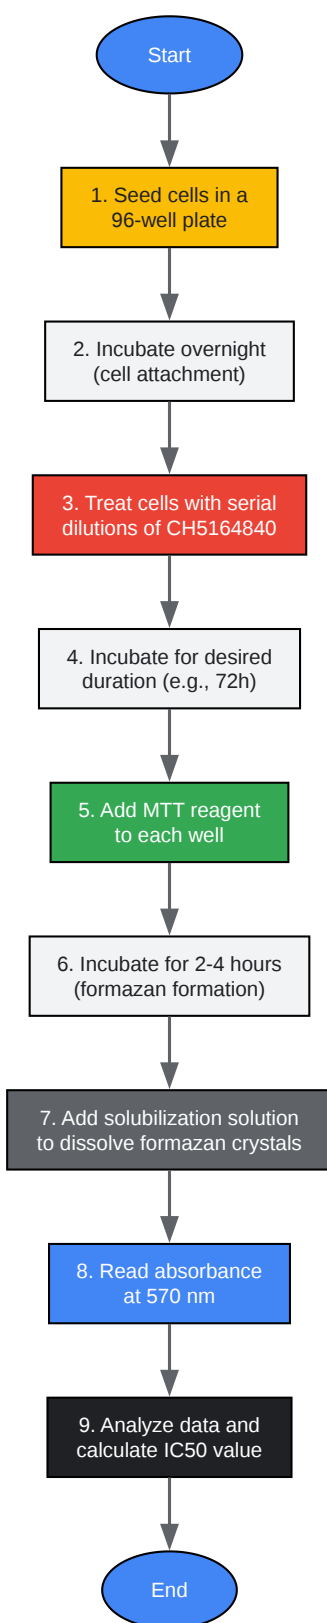 Start
1. Seed cells in a
96-well plate
2. Incubate overnight
(cell attachment)
3. Treat cells with serial
dilutions of CH5164840
4. Incubate for desired
duration (e.g., 72h)
5. Add MTT reagent
to each well
6. Incubate for 2-4 hours
(formazan formation)
7. Add solubilization solution
to dissolve formazan crystals
8. Read absorbance
at 570 nm
9. Analyze data and
calculate IC50 value
End